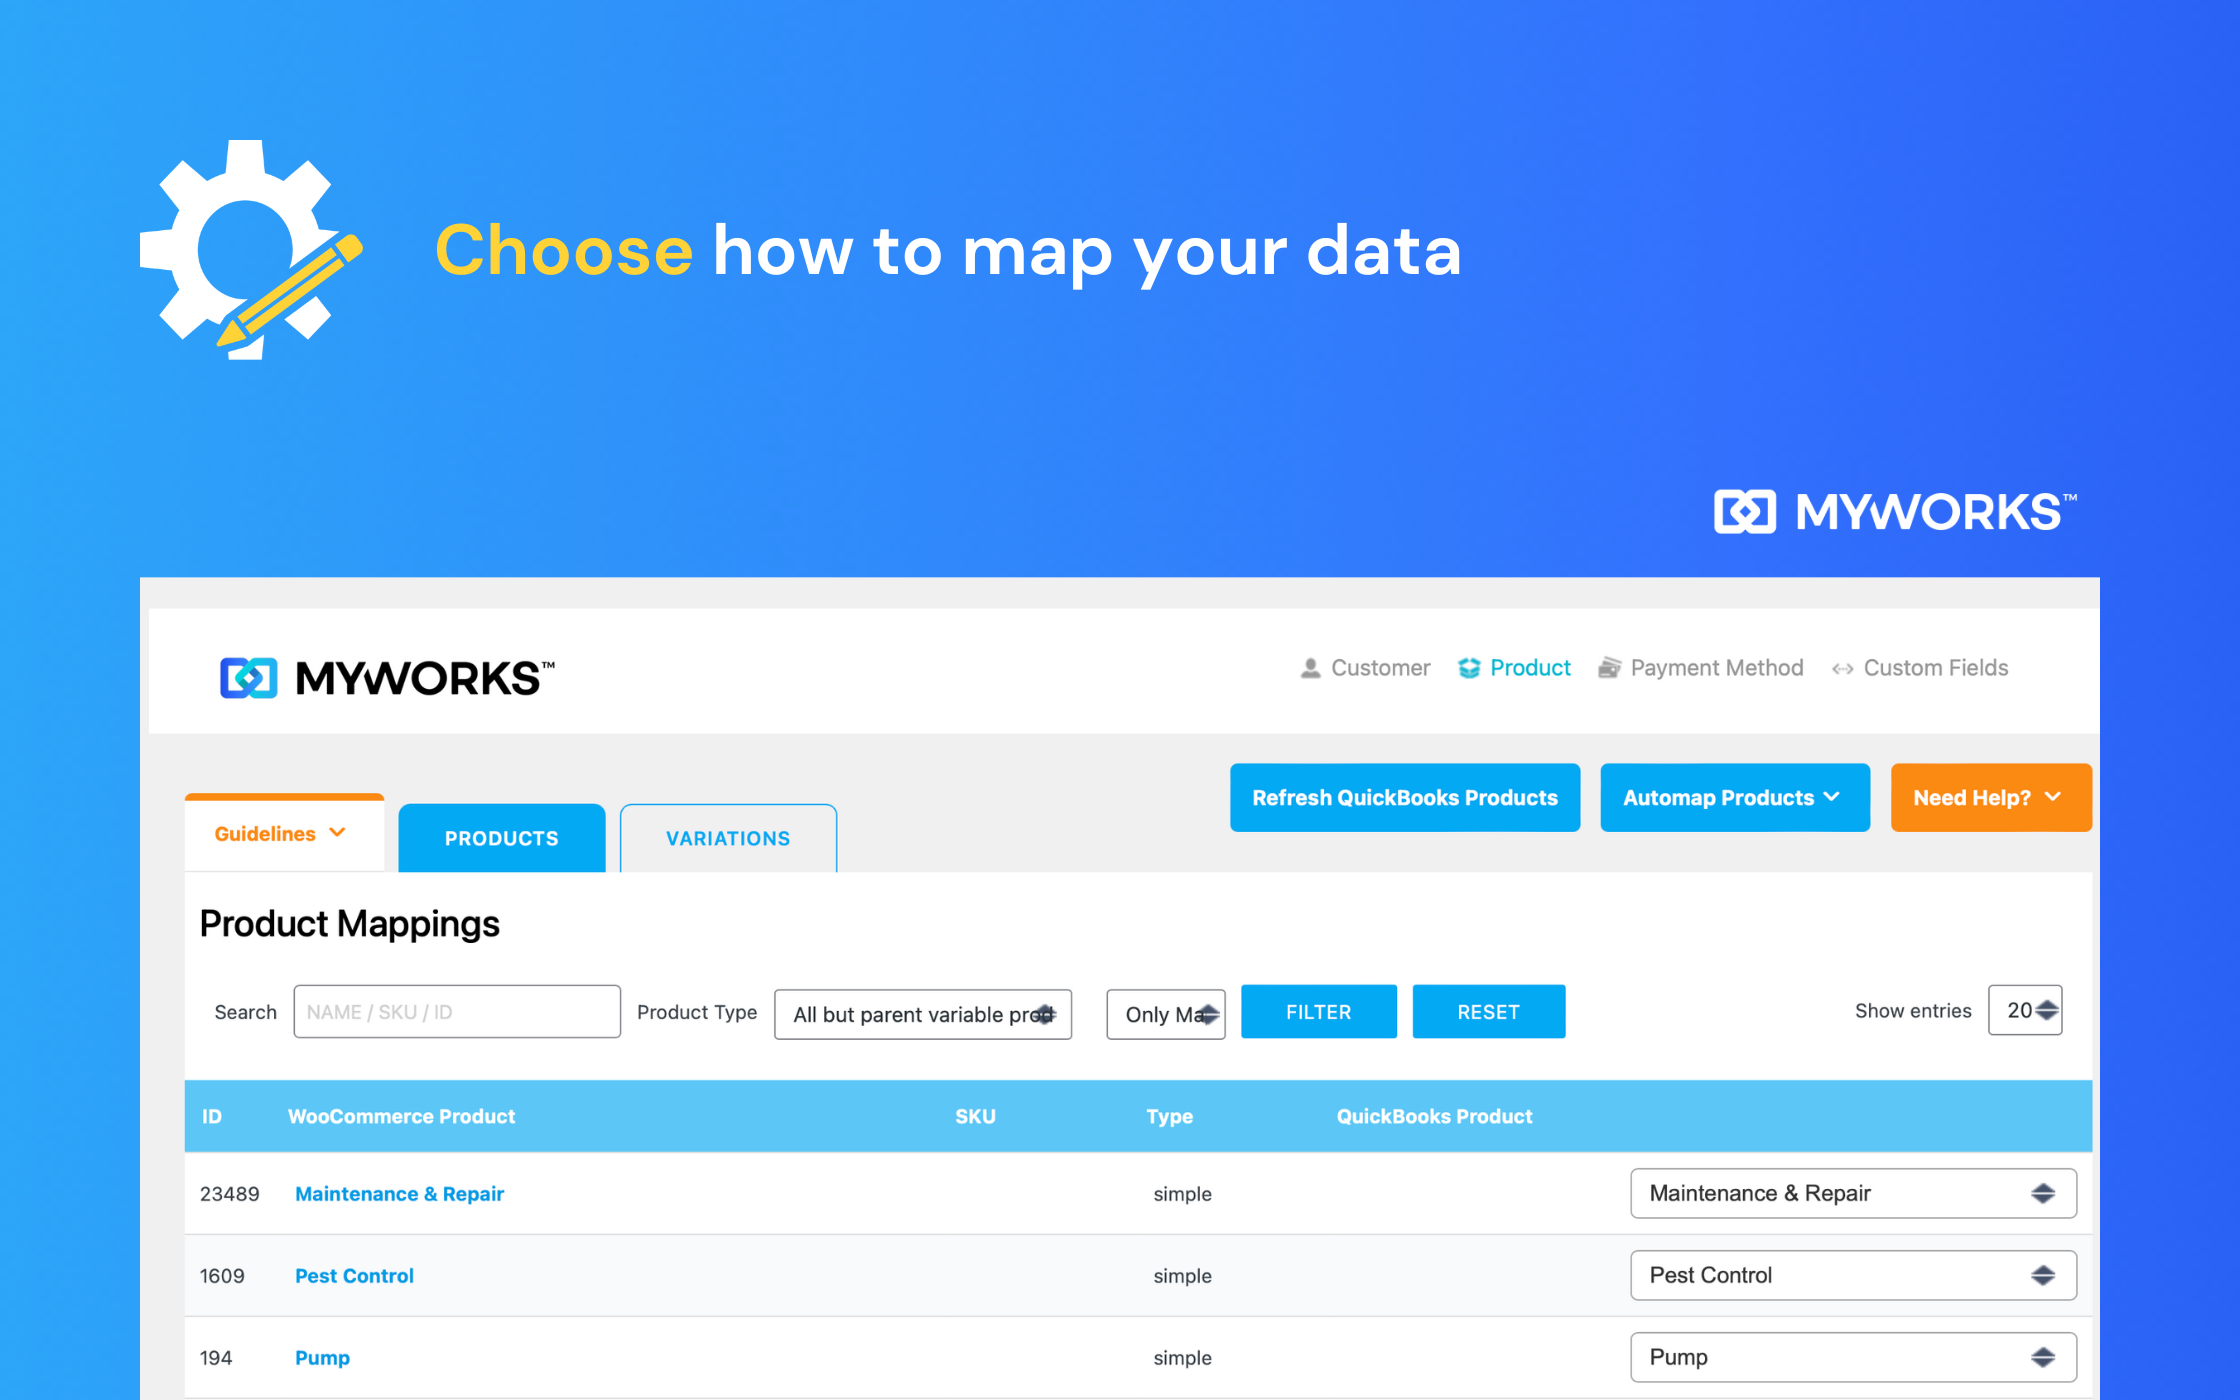 Choose how to map your data
MYWORKS™
MYWORKS™
Customer Product Payment Method Custom Fields
Refresh QuickBooks Products Automap Products Need Help?
Guidelines PRODUCTS VARIATIONS
Product Mappings
Search NAME / SKU / ID Product Type All but parent variable prod Only Ma FILTER RESET Show entries 20
ID WooCommerce Product SKU Type QuickBooks Product
23489 Maintenance & Repair simple Maintenance & Repair
1609 Pest Control simple Pest Control
194 Pump simple Pump